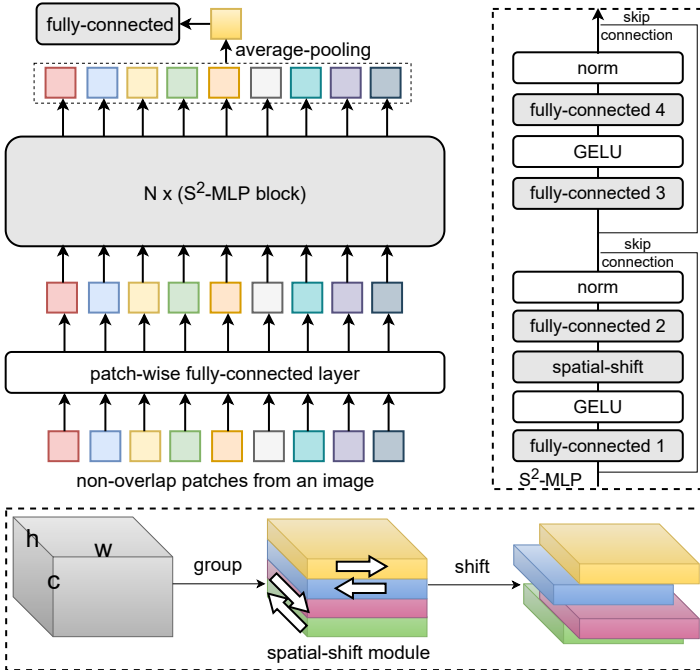 fully-connected
average-pooling
N x (S²-MLP block)
patch-wise fully-connected layer
non-overlap patches from an image
skip
connection
norm
fully-connected 4
GELU
fully-connected 3
skip
connection
norm
fully-connected 2
spatial-shift
GELU
fully-connected 1
S²-MLP
h
w
c
group
shift
spatial-shift module